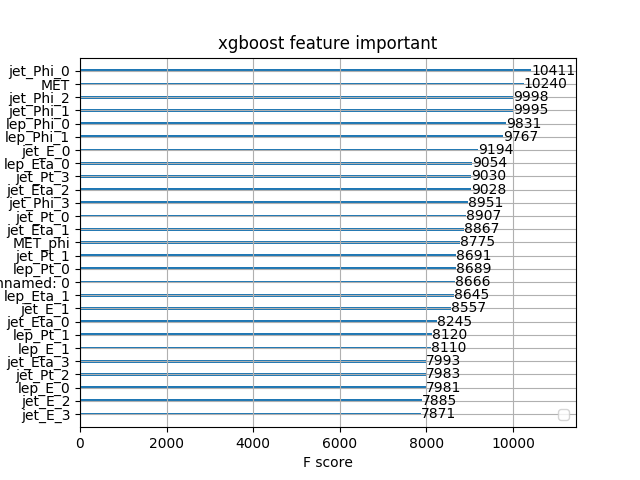 xgboost feature important
jet_Phi_0 10411
MET 10240
jet_Phi_2 9998
jet_Phi_1 9995
lep_Phi_0 9831
lep_Phi_1 9767
jet_E_0 9194
lep_Eta_0 9054
jet_Pt_3 9030
jet_Eta_2 9028
jet_Phi_3 8951
jet_Pt_0 8907
jet_Eta_1 8867
MET_phi 8775
jet_Pt_1 8691
lep_Pt_0 8689
nnamed: 0 8666
lep_Eta_1 8645
jet_E_1 8557
jet_Eta_0 8245
lep_Pt_1 8120
lep_E_1 8110
jet_Eta_3 7993
jet_Pt_2 7983
lep_E_0 7981
jet_E_2 7885
jet_E_3 7871
0 2000 4000 6000 8000 10000
F score